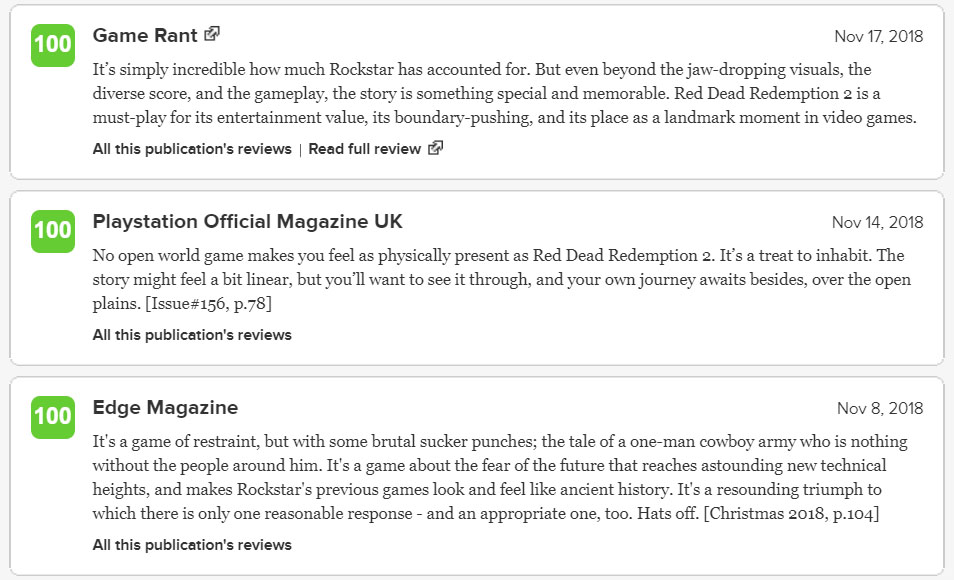 100
Game Rant
Nov 17, 2018
It’s simply incredible how much Rockstar has accounted for. But even beyond the jaw-dropping visuals, the
diverse score, and the gameplay, the story is something special and memorable. Red Dead Redemption 2 is a
must-play for its entertainment value, its boundary-pushing, and its place as a landmark moment in video games.
All this publication's reviews | Read full review
100
Playstation Official Magazine UK
Nov 14, 2018
No open world game makes you feel as physically present as Red Dead Redemption 2. It’s a treat to inhabit. The
story might feel a bit linear, but you’ll want to see it through, and your own journey awaits besides, over the open
plains. [Issue#156, p.78]
All this publication's reviews
100
Edge Magazine
Nov 8, 2018
It's a game of restraint, but with some brutal sucker punches; the tale of a one-man cowboy army who is nothing
without the people around him. It's a game about the fear of the future that reaches astounding new technical
heights, and makes Rockstar's previous games look and feel like ancient history. It's a resounding triumph to
which there is only one reasonable response - and an appropriate one, too. Hats off. [Christmas 2018, p.104]
All this publication's reviews